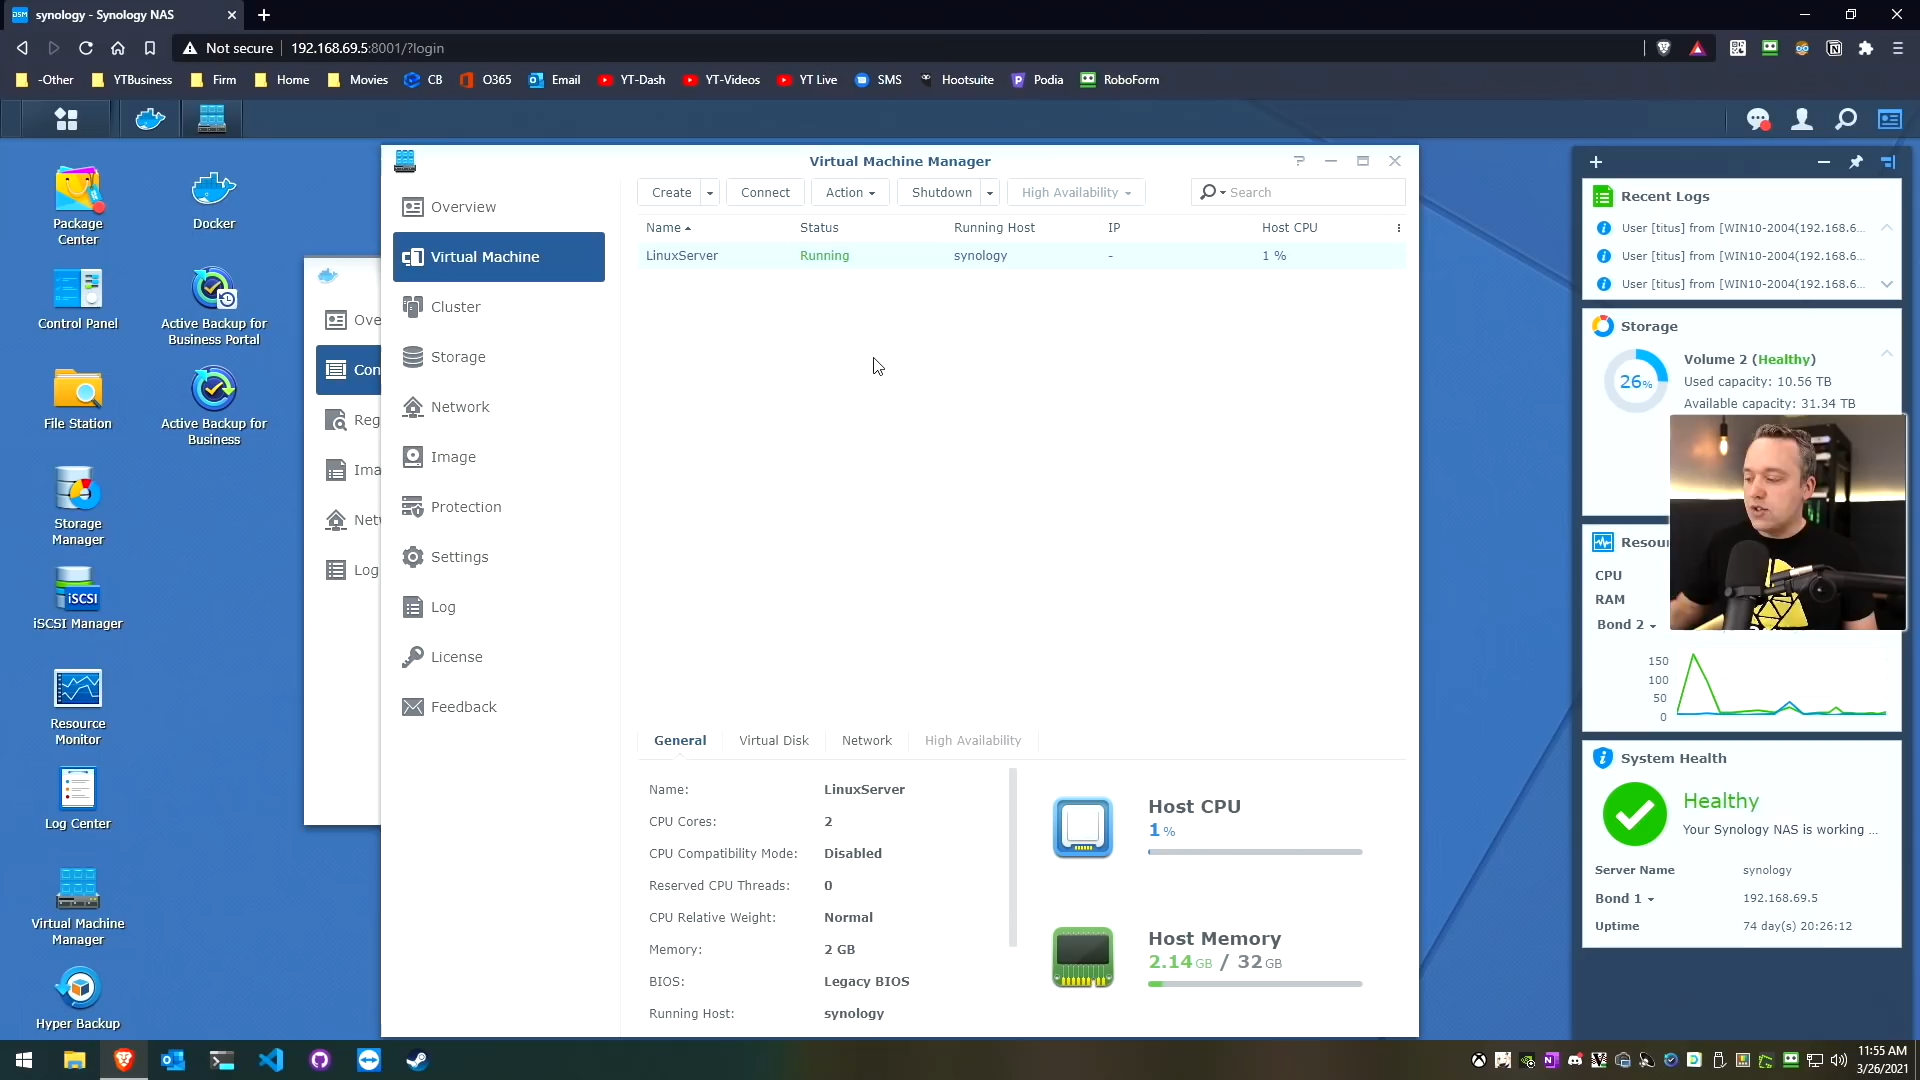 DSM synology - Synology NAS
Not secure 192.168.69.5:8001/?login
-Other YTBusiness Firm Home Movies CB O365 Email YT-Dash YT-Videos YT Live SMS Hootsuite Podia RoboForm
Package
Center
Docker
Control Panel
Active Backup for
Business Portal
File Station
Active Backup for
Business
Storage
Manager
iSCSI
iSCSI Manager
Resource
Monitor
Log Center
Virtual Machine
Manager
Hyper Backup
Ove
Con
Reg
Ima
Net
Log
Virtual Machine Manager
Overview
Virtual Machine
Cluster
Storage
Network
Image
Protection
Settings
Log
License
Feedback
Create Connect Action Shutdown High Availability Search
Name Status Running Host IP Host CPU
LinuxServer Running synology - 1 %
General Virtual Disk Network High Availability
Name: LinuxServer
CPU Cores: 2
CPU Compatibility Mode: Disabled
Reserved CPU Threads: 0
CPU Relative Weight: Normal
Memory: 2 GB
BIOS: Legacy BIOS
Running Host: synology
Host CPU
1 %
Host Memory
2.14 GB / 32 GB
Recent Logs
User [titus] from [WIN10-2004(192.168.6...
User [titus] from [WIN10-2004(192.168.6...
User [titus] from [WIN10-2004(192.168.6...
Storage
26%
Volume 2 (Healthy)
Used capacity: 10.56 TB
Available capacity: 31.34 TB
Resour
CPU
RAM
Bond 2
150
100
50
0
System Health
Healthy
Your Synology NAS is working ...
Server Name synology
Bond 1 192.168.69.5
Uptime 74 day(s) 20:26:12
11:55 AM
3/26/2021